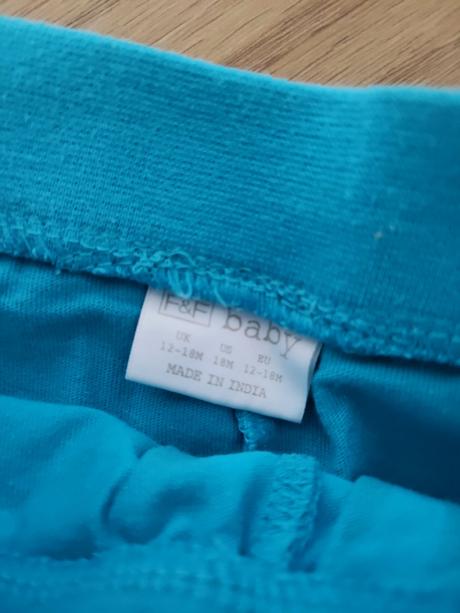 F&F baby
UK US EU
12-18M 18M 12-18M
MADE IN INDIA